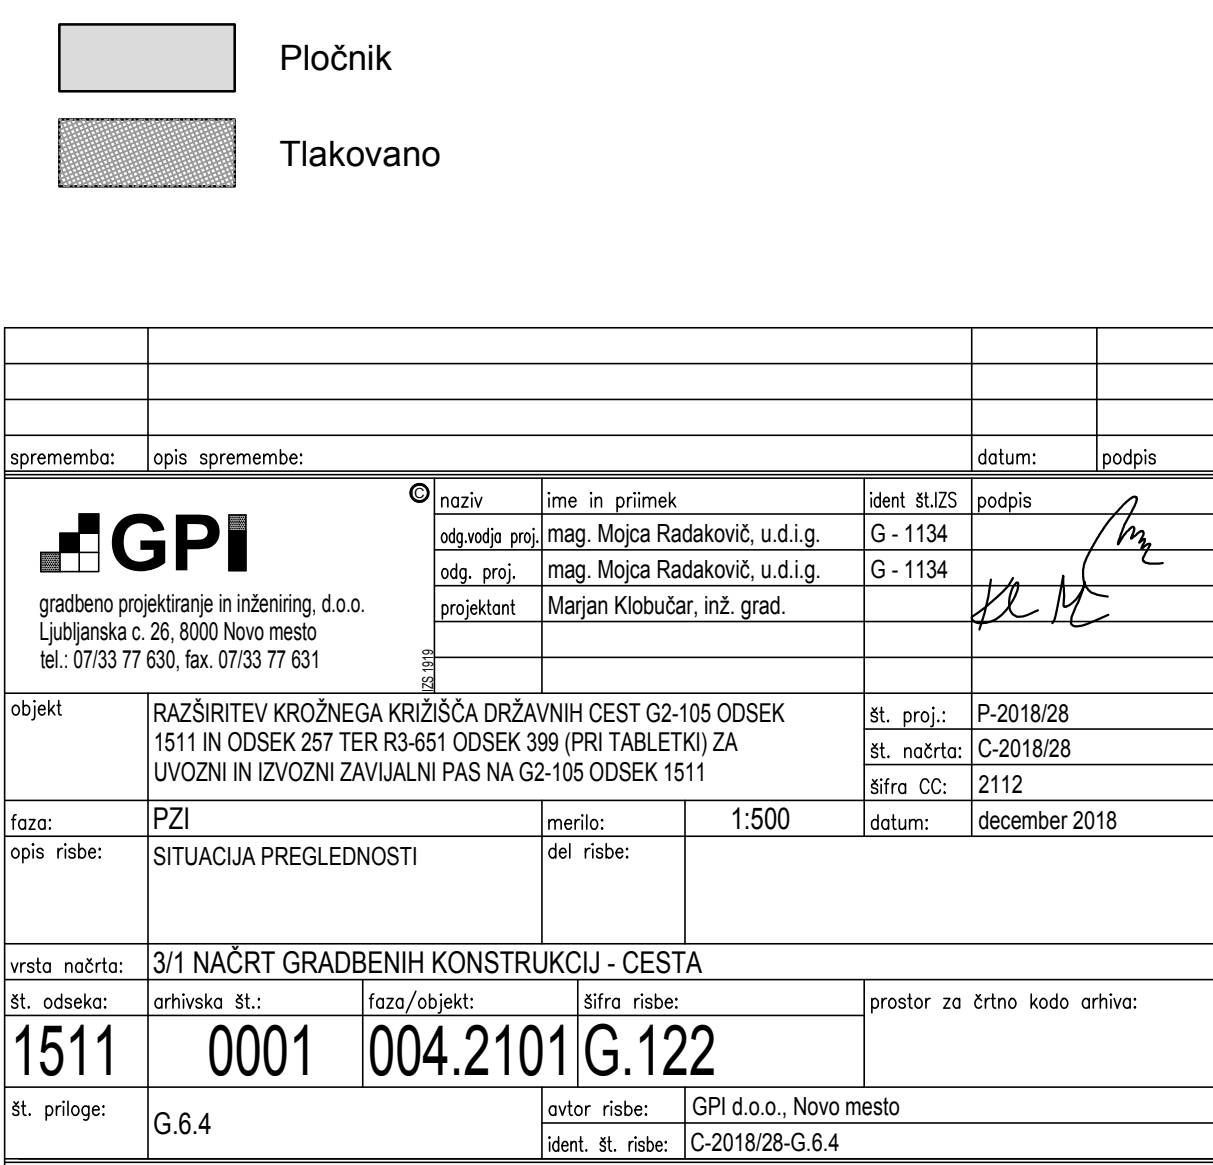 Pločnik
Tlakovano
sprememba: opis spremembe: datum: podpis
© naziv ime in priimek ident št.IZS podpis
GPI
odg.vodja proj. mag. Mojca Radakovič, u.d.i.g. G - 1134
odg. proj. mag. Mojca Radakovič, u.d.i.g. G - 1134
projektant Marjan Klobučar, inž. grad.
gradbeno projektiranje in inženiring, d.o.o.
Ljubljanska c. 26, 8000 Novo mesto
tel.: 07/33 77 630, fax. 07/33 77 631
IZS 1919
objekt RAZŠIRITEV KROŽNEGA KRIŽIŠČA DRŽAVNIH CEST G2-105 ODSEK
1511 IN ODSEK 257 TER R3-651 ODSEK 399 (PRI TABLETKI) ZA
UVOZNI IN IZVOZNI ZAVIJALNI PAS NA G2-105 ODSEK 1511
št. proj.: P-2018/28
št. načrta: C-2018/28
šifra CC: 2112
faza: PZI merilo: 1:500 datum: december 2018
opis risbe: SITUACIJA PREGLEDNOSTI del risbe:
vrsta načrta: 3/1 NAČRT GRADBENIH KONSTRUKCIJ - CESTA
št. odseka: arhivska št.: faza/objekt: šifra risbe: prostor za črtno kodo arhiva:
1511 0001 004.2101 G.122
št. priloge: G.6.4
avtor risbe: GPI d.o.o., Novo mesto
ident. št. risbe: C-2018/28-G.6.4